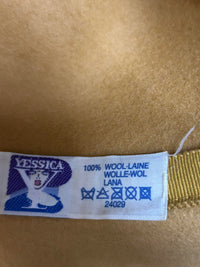 YESSICA
100% WOOL-LAINE
WOLLE-WOL
LANA
24029